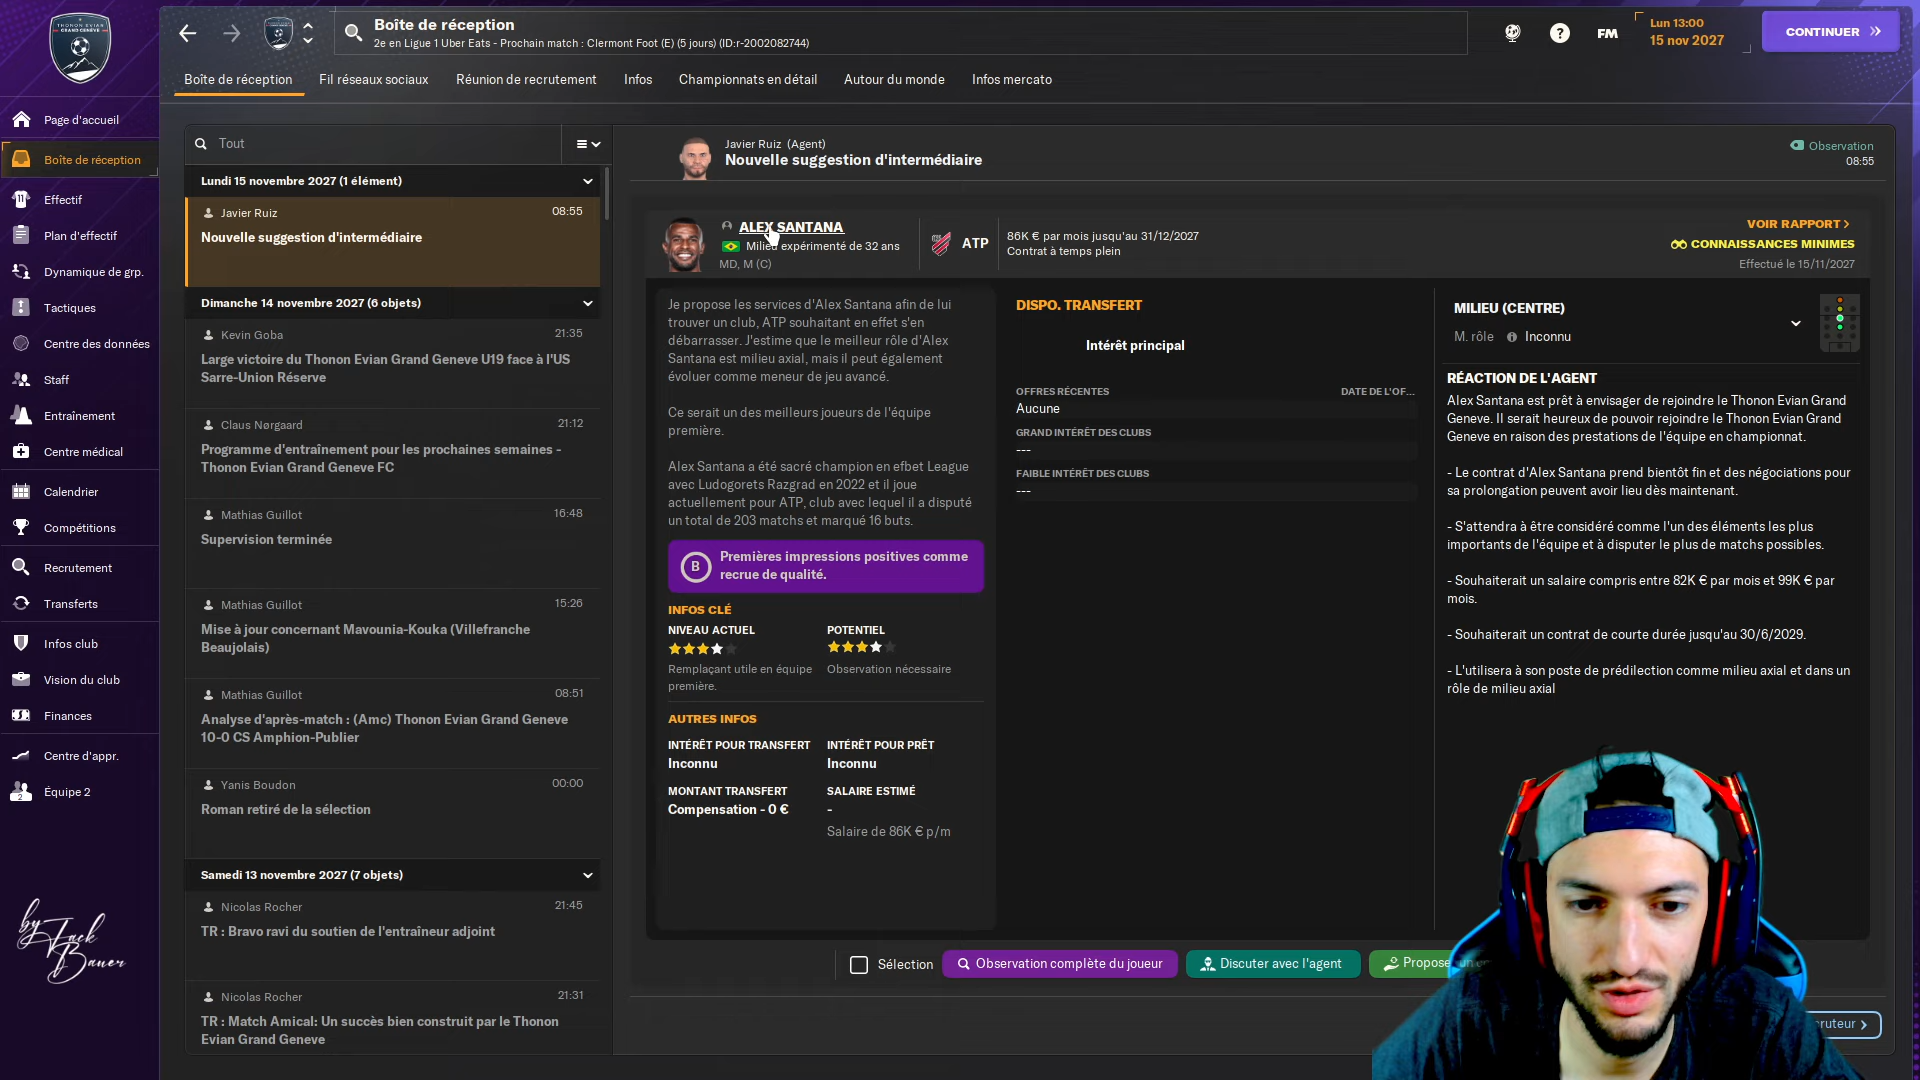 THONON EVIAN
GRAND GENÈVE
Boîte de réception
2e en Ligue 1 Uber Eats - Prochain match : Clermont Foot (E) (5 jours) (ID:r-2002082744)
FM
Lun 13:00
15 nov 2027
CONTINUER
Boîte de réception
Fil réseaux sociaux
Réunion de recrutement
Infos
Championnats en détail
Autour du monde
Infos mercato
Page d'accueil
Boîte de réception
Effectif
Plan d'effectif
Dynamique de grp.
Tactiques
Centre des données
Staff
Entraînement
Centre médical
Calendrier
Compétitions
Recrutement
Transferts
Infos club
Vision du club
Finances
Centre d'appr.
2
Équipe 2
by Jack
Bauer
Tout
Lundi 15 novembre 2027 (1 élément)
Javier Ruiz
08:55
Nouvelle suggestion d'intermédiaire
Dimanche 14 novembre 2027 (6 objets)
Kevin Goba
21:35
Large victoire du Thonon Evian Grand Geneve U19 face à l'US
Sarre-Union Réserve
Claus Nørgaard
21:12
Programme d'entraînement pour les prochaines semaines -
Thonon Evian Grand Geneve FC
Mathias Guillot
16:48
Supervision terminée
Mathias Guillot
15:26
Mise à jour concernant Mavounia-Kouka (Villefranche
Beaujolais)
Mathias Guillot
08:51
Analyse d'après-match : (Amc) Thonon Evian Grand Geneve
10-0 CS Amphion-Publier
Yanis Boudon
00:00
Roman retiré de la sélection
Samedi 13 novembre 2027 (7 objets)
Nicolas Rocher
21:45
TR : Bravo ravi du soutien de l'entraîneur adjoint
Nicolas Rocher
21:31
TR : Match Amical: Un succès bien construit par le Thonon
Evian Grand Geneve
Javier Ruiz (Agent)
Nouvelle suggestion d'intermédiaire
Observation
08:55
ALEX SANTANA
Milieu expérimenté de 32 ans
MD, M (C)
ATP
86K € par mois jusqu'au 31/12/2027
Contrat à temps plein
VOIR RAPPORT
CONNAISSANCES MINIMES
Effectué le 15/11/2027
Je propose les services d'Alex Santana afin de lui
trouver un club, ATP souhaitant en effet s'en
débarrasser. J'estime que le meilleur rôle d'Alex
Santana est milieu axial, mais il peut également
évoluer comme meneur de jeu avancé.
Ce serait un des meilleurs joueurs de l'équipe
première.
Alex Santana a été sacré champion en efbet League
avec Ludogorets Razgrad en 2022 et il joue
actuellement pour ATP, club avec lequel il a disputé
un total de 203 matchs et marqué 16 buts.
B
Premières impressions positives comme
recrue de qualité.
INFOS CLÉ
NIVEAU ACTUEL
POTENTIEL
Remplaçant utile en équipe
première.
Observation nécessaire
AUTRES INFOS
INTÉRÊT POUR TRANSFERT
Inconnu
INTÉRÊT POUR PRÊT
Inconnu
MONTANT TRANSFERT
Compensation - 0 €
SALAIRE ESTIMÉ
-
Salaire de 86K € p/m
DISPO. TRANSFERT
Intérêt principal
OFFRES RÉCENTES
DATE DE L'OF...
Aucune
GRAND INTÉRÊT DES CLUBS
---
FAIBLE INTÉRÊT DES CLUBS
---
MILIEU (CENTRE)
M. rôle
Inconnu
RÉACTION DE L'AGENT
Alex Santana est prêt à envisager de rejoindre le Thonon Evian Grand
Geneve. Il serait heureux de pouvoir rejoindre le Thonon Evian Grand
Geneve en raison des prestations de l'équipe en championnat.
- Le contrat d'Alex Santana prend bientôt fin et des négociations pour
sa prolongation peuvent avoir lieu dès maintenant.
- S'attendra à être considéré comme l'un des éléments les plus
importants de l'équipe et à disputer le plus de matchs possibles.
- Souhaiterait un salaire compris entre 82K € par mois et 99K € par
mois.
- Souhaiterait un contrat de courte durée jusqu'au 30/6/2029.
- L'utilisera à son poste de prédilection comme milieu axial et dans un
rôle de milieu axial
Sélection
Observation complète du joueur
Discuter avec l'agent